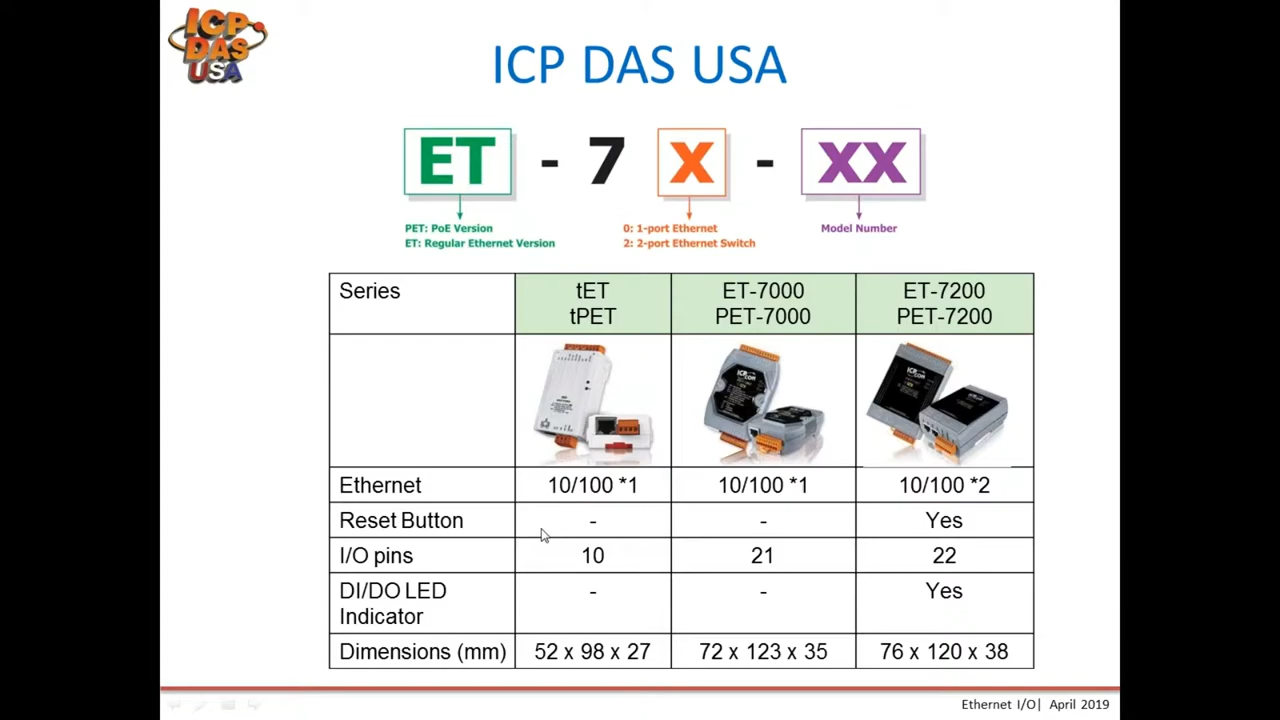 ICP
DAS
USA
ICP DAS USA
ET - 7 X - XX
PET: PoE Version
ET: Regular Ethernet Version
0: 1-port Ethernet
2: 2-port Ethernet Switch
Model Number
Series
tET
tPET
ET-7000
PET-7000
ET-7200
PET-7200
Ethernet 10/100 *1 10/100 *1 10/100 *2
Reset Button - - Yes
I/O pins 10 21 22
DI/DO LED
Indicator
- - Yes
Dimensions (mm) 52 x 98 x 27 72 x 123 x 35 76 x 120 x 38
Ethernet I/O| April 2019